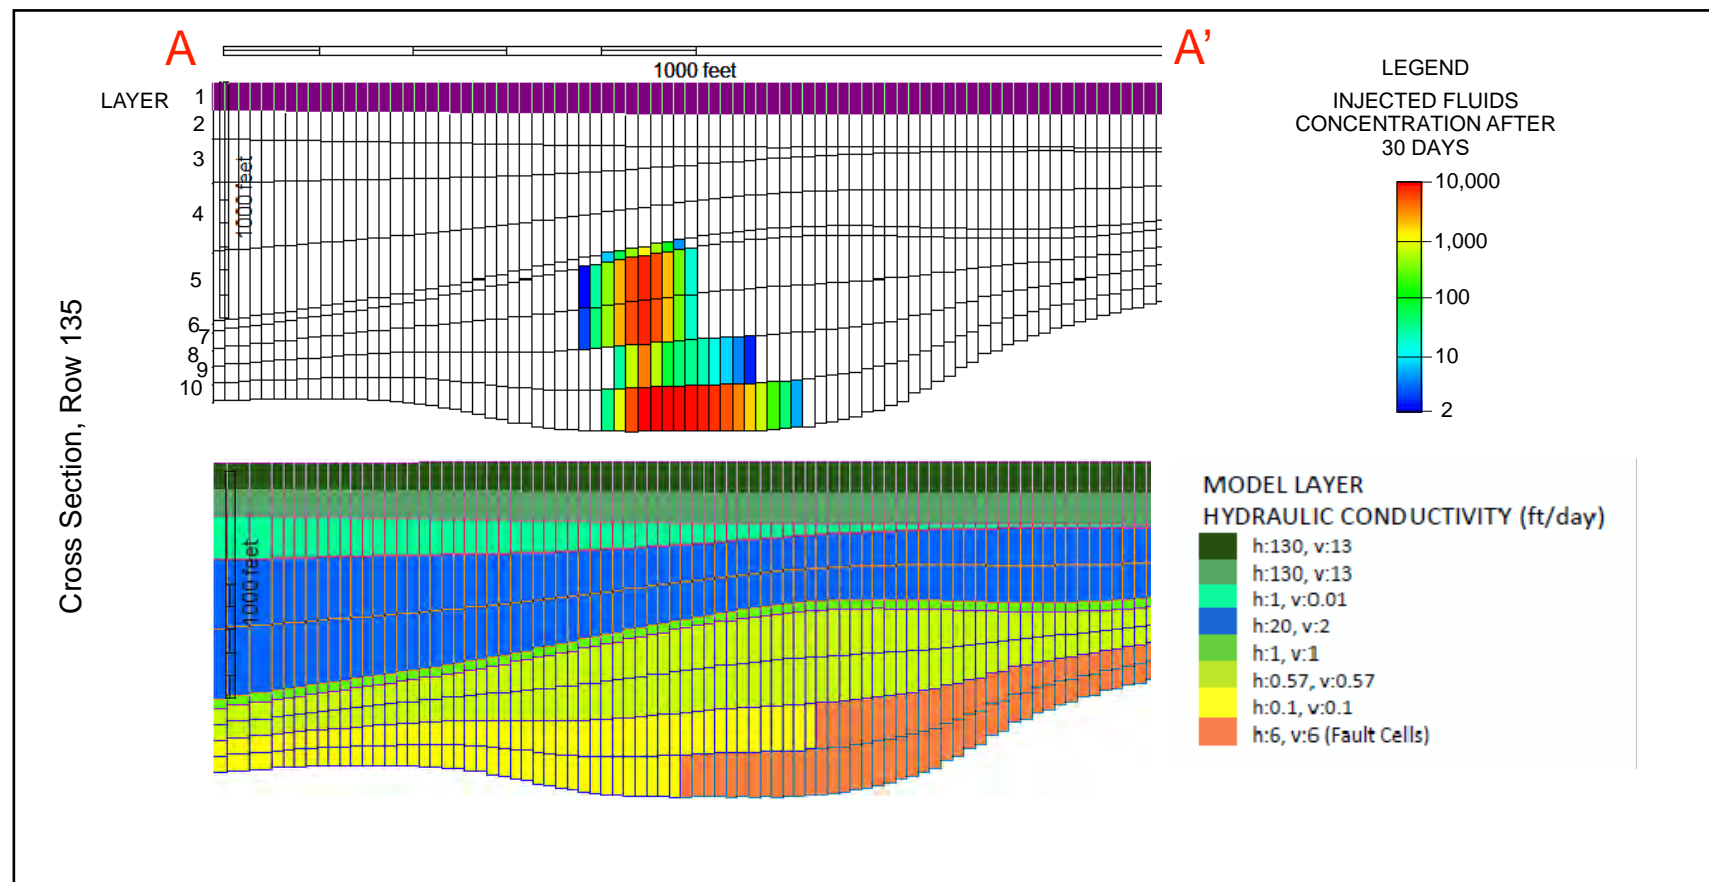 A
A'
1000 feet
LAYER
1
2
3
4
5
6
7
8
9
10
1000 feet
LEGEND
INJECTED FLUIDS
CONCENTRATION AFTER
30 DAYS
10,000
1,000
100
10
2
Cross Section, Row 135
1000 feet
MODEL LAYER
HYDRAULIC CONDUCTIVITY (ft/day)
h:130, v:13
h:130, v:13
h:1, v:0.01
h:20, v:2
h:1, v:1
h:0.57, v:0.57
h:0.1, v:0.1
h:6, v:6 (Fault Cells)